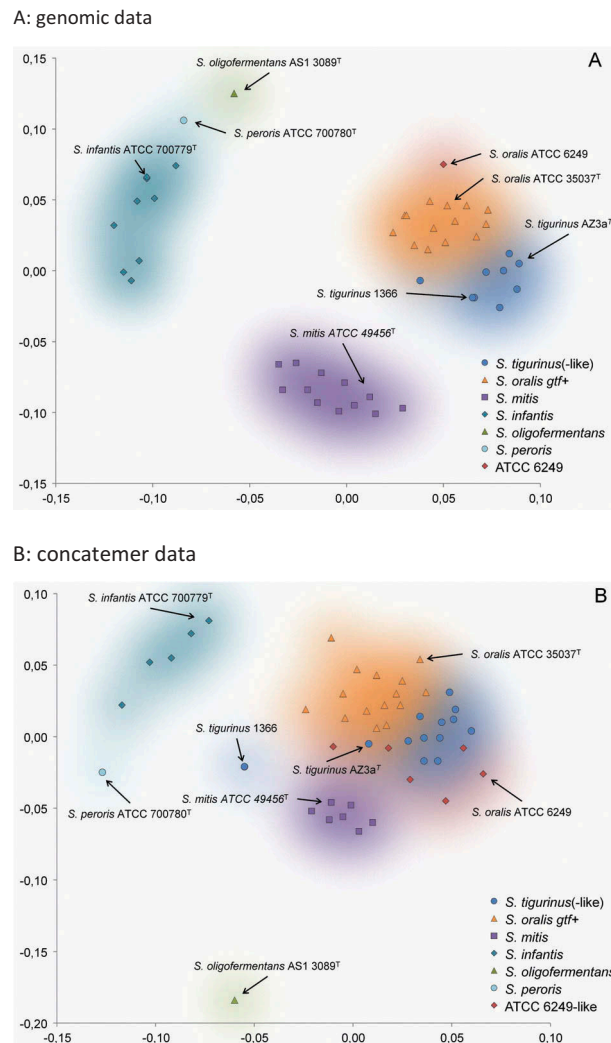 A: genomic data
A
0,15
0,10
0,05
0,00
-0,05
-0,10
-0,15
-0,15
-0,10
-0,05
0,00
0,05
0,10
S. oligofermentans AS1 3089ᵀ
S. peroris ATCC 700780ᵀ
S. infantis ATCC 700779ᵀ
S. oralis ATCC 6249
S. oralis ATCC 35037ᵀ
S. tigurinus AZ3aᵀ
S. tigurinus 1366
S. mitis ATCC 49456ᵀ
S. tigurinus(-like)
S. oralis gtf+
S. mitis
S. infantis
S. oligofermentans
S. peroris
ATCC 6249
B: concatemer data
B
0,10
0,05
0,00
-0,05
-0,10
-0,15
-0,20
-0,15
-0,10
-0,05
0,00
0,05
0,10
S. infantis ATCC 700779ᵀ
S. oralis ATCC 35037ᵀ
S. tigurinus 1366
S. tigurinus AZ3aᵀ
S. mitis ATCC 49456ᵀ
S. peroris ATCC 700780ᵀ
S. oralis
ATCC 6249
S. oligofermentans AS1 3089ᵀ
S. tigurinus(-like)
S. oralis gtf+
S. mitis
S. infantis
S. oligofermentans
S. peroris
ATCC 6249-like